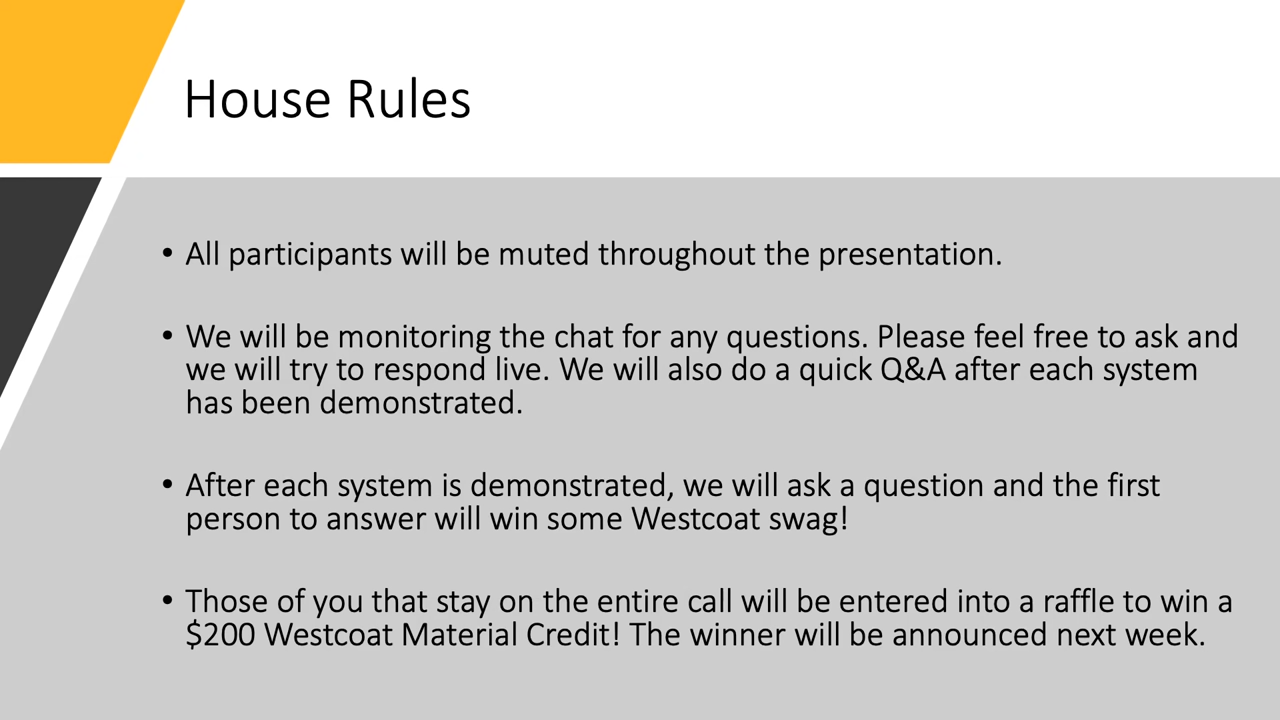 House Rules
• All participants will be muted throughout the presentation.
• We will be monitoring the chat for any questions. Please feel free to ask and
we will try to respond live. We will also do a quick Q&A after each system
has been demonstrated.
• After each system is demonstrated, we will ask a question and the first
person to answer will win some Westcoat swag!
• Those of you that stay on the entire call will be entered into a raffle to win a
$200 Westcoat Material Credit! The winner will be announced next week.